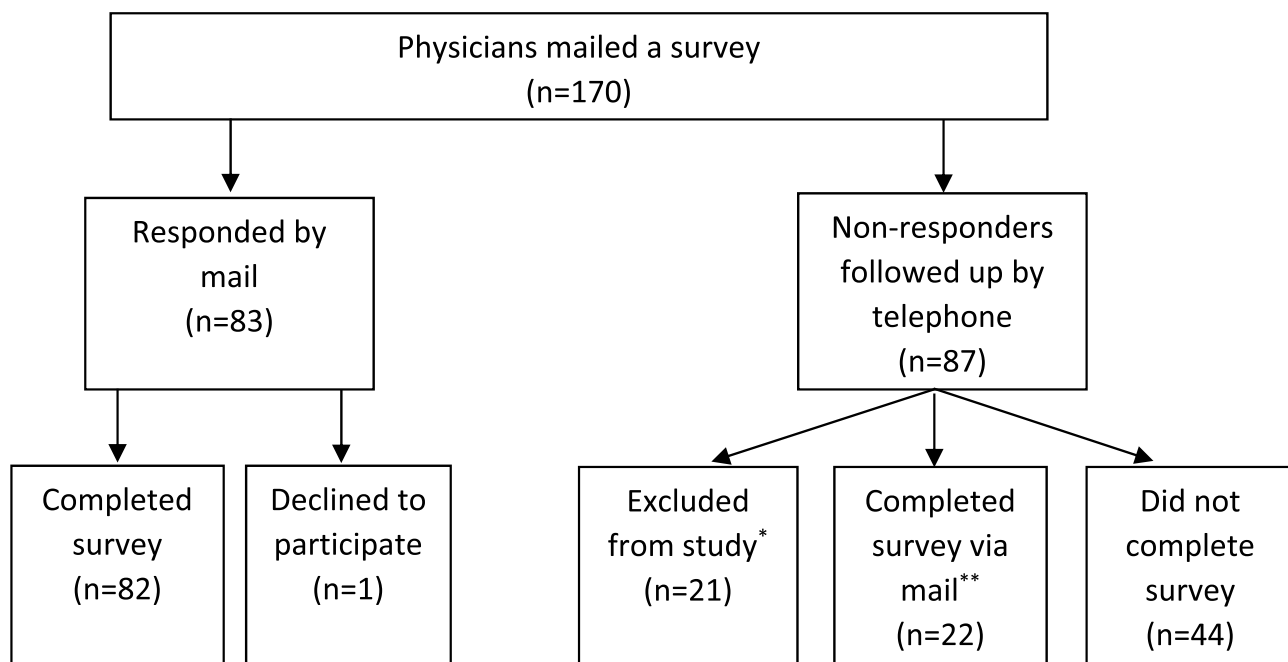 Physicians mailed a survey
(n=170)
Responded by
mail
(n=83)
Non-responders
followed up by
telephone
(n=87)
Completed
survey
(n=82)
Declined to
participate
(n=1)
Excluded
from study*
(n=21)
Completed
survey via
mail**
(n=22)
Did not
complete
survey
(n=44)